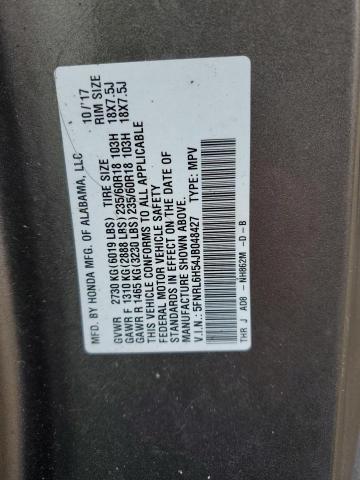 MFD. BY HONDA MFG. OF ALABAMA, LLC 10/'17
TIRE SIZE RIM SIZE
GVWR 2730 KG(6019 LBS)
GAWR F 1310 KG(2888 LBS) 235/60R18 103H 18X7.5J
GAWR R 1465 KG(3230 LBS) 235/60R18 103H 18X7.5J
THIS VEHICLE CONFORMS TO ALL APPLICABLE
FEDERAL MOTOR VEHICLE SAFETY
STANDARDS IN EFFECT ON THE DATE OF
MANUFACTURE SHOWN ABOVE.
V.I.N.: 5FNRL6H54JB048427 TYPE: MPV
THR J AD8 - NH862M -D-B